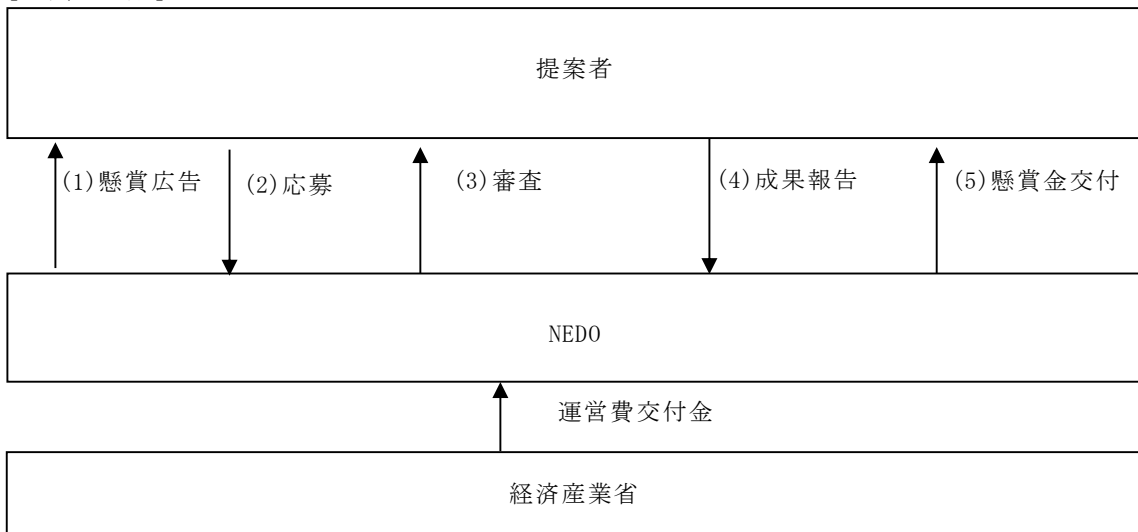 提案者
(1)懸賞広告
(2)応募
(3)審査
(4)成果報告
(5)懸賞金交付
NEDO
運営費交付金
経済産業省